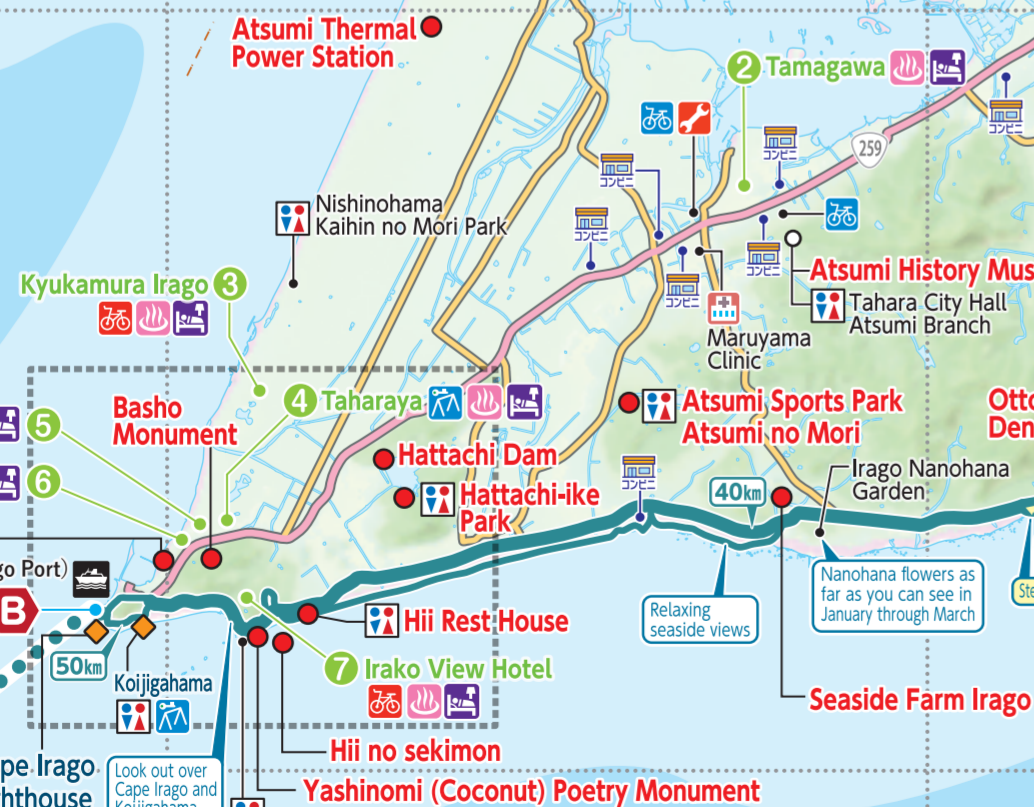 Atsumi Thermal
Power Station
2 Tamagawa
コンビニ
コンビニ
コンビニ
259
Nishinohama
Kaihin no Mori Park
コンビニ
コンビニ
コンビニ
Atsumi History Mus
Tahara City Hall
Atsumi Branch
Kyukamura Irago 3
Maruyama
Clinic
4 Taharaya
Basho
Monument
5
Atsumi Sports Park
Atsumi no Mori
Otto
Den
Hattachi Dam
コンビニ
6
Hattachi-ike
Park
40km
Irago Nanohana
Garden
go Port)
B
Nanohana flowers as
far as you can see in
January through March
Ste
Relaxing
seaside views
Hii Rest House
50km
7 Irako View Hotel
Koijigahama
Seaside Farm Irago
Hii no sekimon
pe Irago
hthouse
Look out over
Cape Irago and
Koijigahama
Yashinomi (Coconut) Poetry Monument